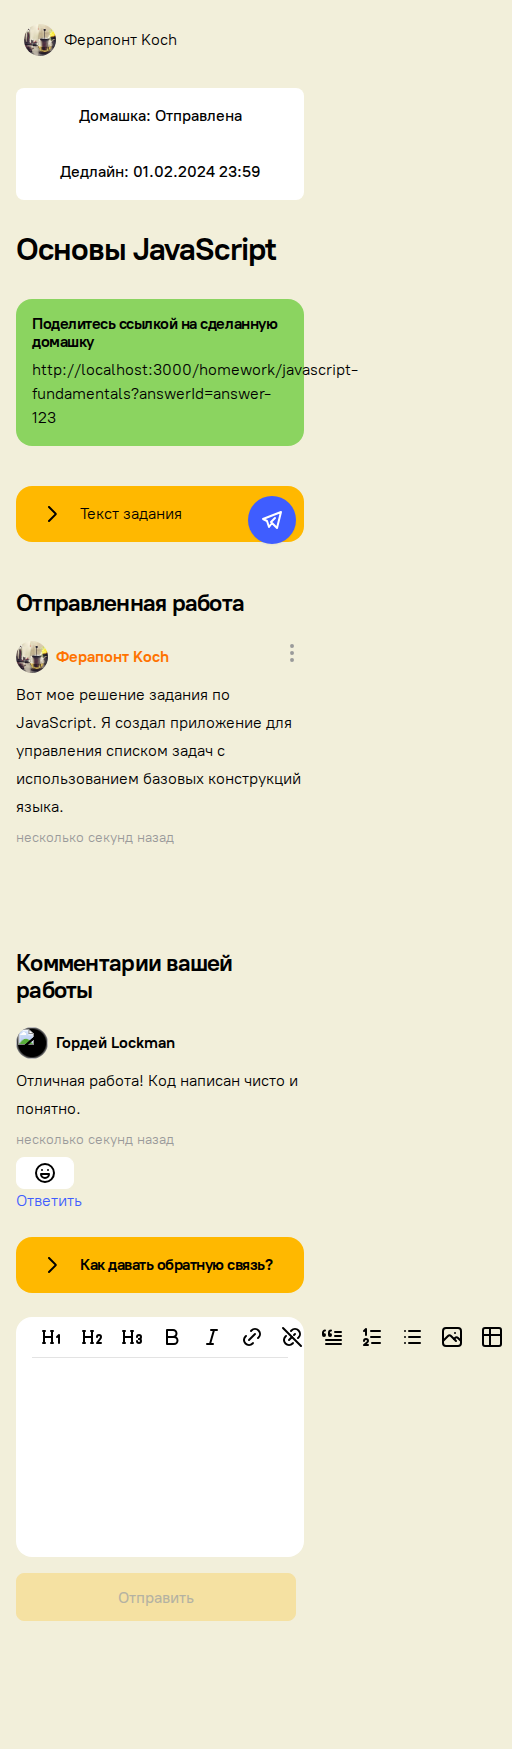 Ферапонт Koch
Домашка: Отправлена
Дедлайн: 01.02.2024 23:59
Основы JavaScript
Поделитесь ссылкой на сделанную
домашку
http://localhost:3000/homework/javascript-
fundamentals?answerId=answer-
123
Текст задания
Отправленная работа
Ферапонт Koch
Вот мое решение задания по
JavaScript. Я создал приложение для
управления списком задач с
использованием базовых конструкций
языка.
несколько секунд назад
Комментарии вашей
работы
Гордей Lockman
Отличная работа! Код написан чисто и
понятно.
несколько секунд назад
Ответить
Как давать обратную связь?
H1 H2 H3 B I
Отправить